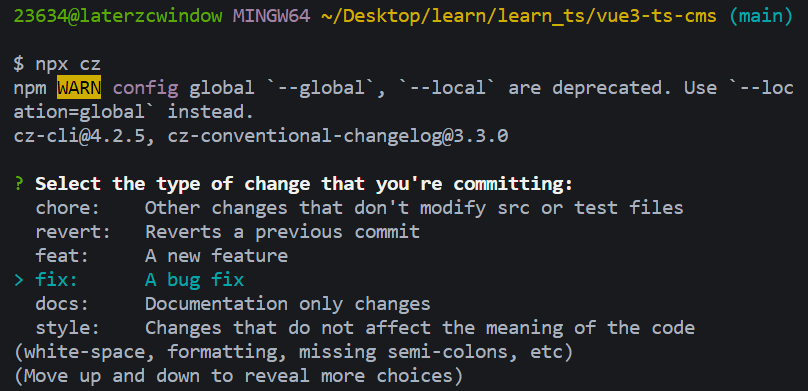 23634@laterzcwindow MINGW64 ~/Desktop/learn/learn_ts/vue3-ts-cms (main)
$ npx cz
npm WARN config global `--global`, `--local` are deprecated. Use `--loc
ation=global` instead.
cz-cli@4.2.5, cz-conventional-changelog@3.3.0
? Select the type of change that you're committing:
chore:    Other changes that don't modify src or test files
revert:   Reverts a previous commit
feat:     A new feature
> fix:      A bug fix
docs:     Documentation only changes
style:    Changes that do not affect the meaning of the code
(white-space, formatting, missing semi-colons, etc)
(Move up and down to reveal more choices)